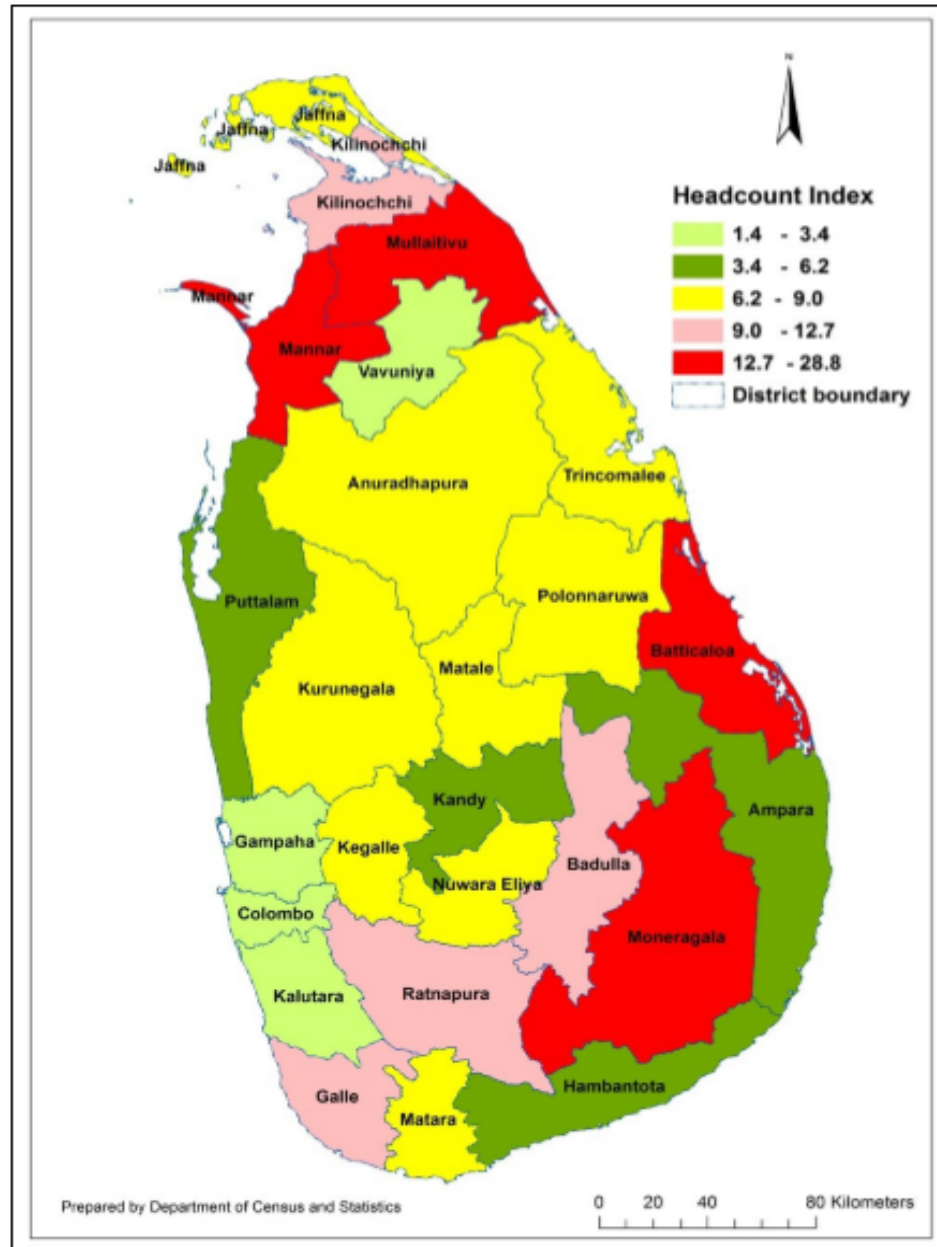 N
Jaffna
Jaffna
Kilinochchi
Jaffna
Kilinochchi
Headcount Index
1.4 - 3.4
3.4 - 6.2
6.2 - 9.0
9.0 - 12.7
12.7 - 28.8
District boundary
Mullaitivu
Mannar
Mannar
Vavuniya
Anuradhapura
Trincomalee
Puttalam
Polonnaruwa
Batticaloa
Matale
Kurunegala
Kandy
Ampara
Gampaha
Kegalle
Badulla
Nuwara Eliya
Colombo
Moneragala
Kalutara
Ratnapura
Hambantota
Galle
Matara
Prepared by Department of Census and Statistics
0 20 40 80 Kilometers